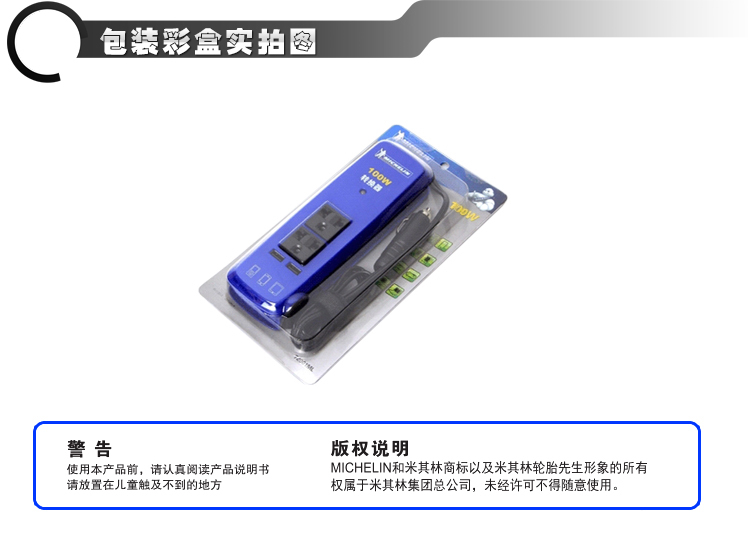 包装彩盒实拍图
MICHELIN
100W
转换器
100W
警 告
使用本产品前，请认真阅读产品说明书
请放置在儿童触及不到的地方
版权说明
MICHELIN和米其林商标以及米其林轮胎先生形象的所有
权属于米其林集团总公司，未经许可不得随意使用。